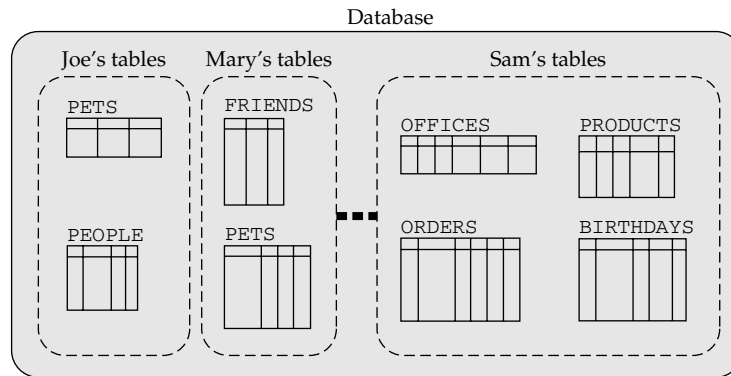 Database
Joe's tables
Mary's tables
Sam's tables
PETS
FRIENDS
OFFICES
PRODUCTS
PEOPLE
PETS
ORDERS
BIRTHDAYS